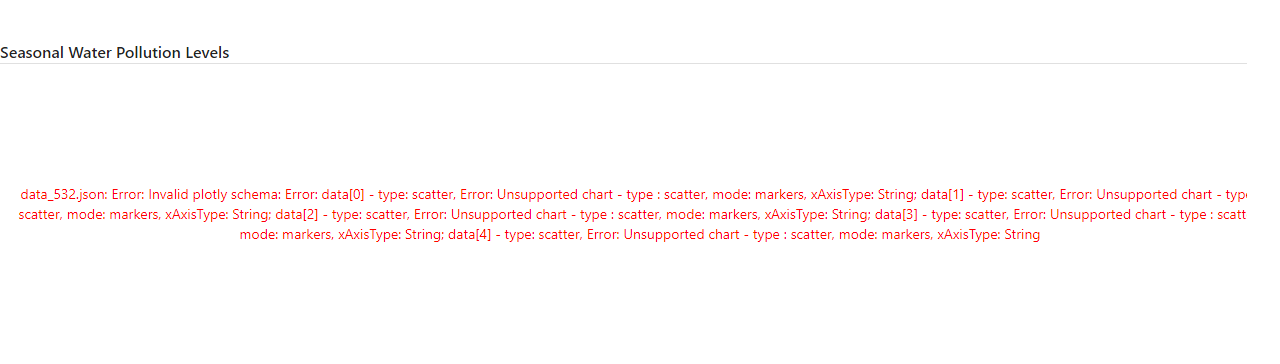 Seasonal Water Pollution Levels
data_532.json: Error: Invalid plotly schema: Error: data[0] - type: scatter, Error: Unsupported chart - type : scatter, mode: markers, xAxisType: String; data[1] - type: scatter, Error: Unsupported chart - type
scatter, mode: markers, xAxisType: String; data[2] - type: scatter, Error: Unsupported chart - type : scatter, mode: markers, xAxisType: String; data[3] - type: scatter, Error: Unsupported chart - type : scatt
mode: markers, xAxisType: String; data[4] - type: scatter, Error: Unsupported chart - type : scatter, mode: markers, xAxisType: String